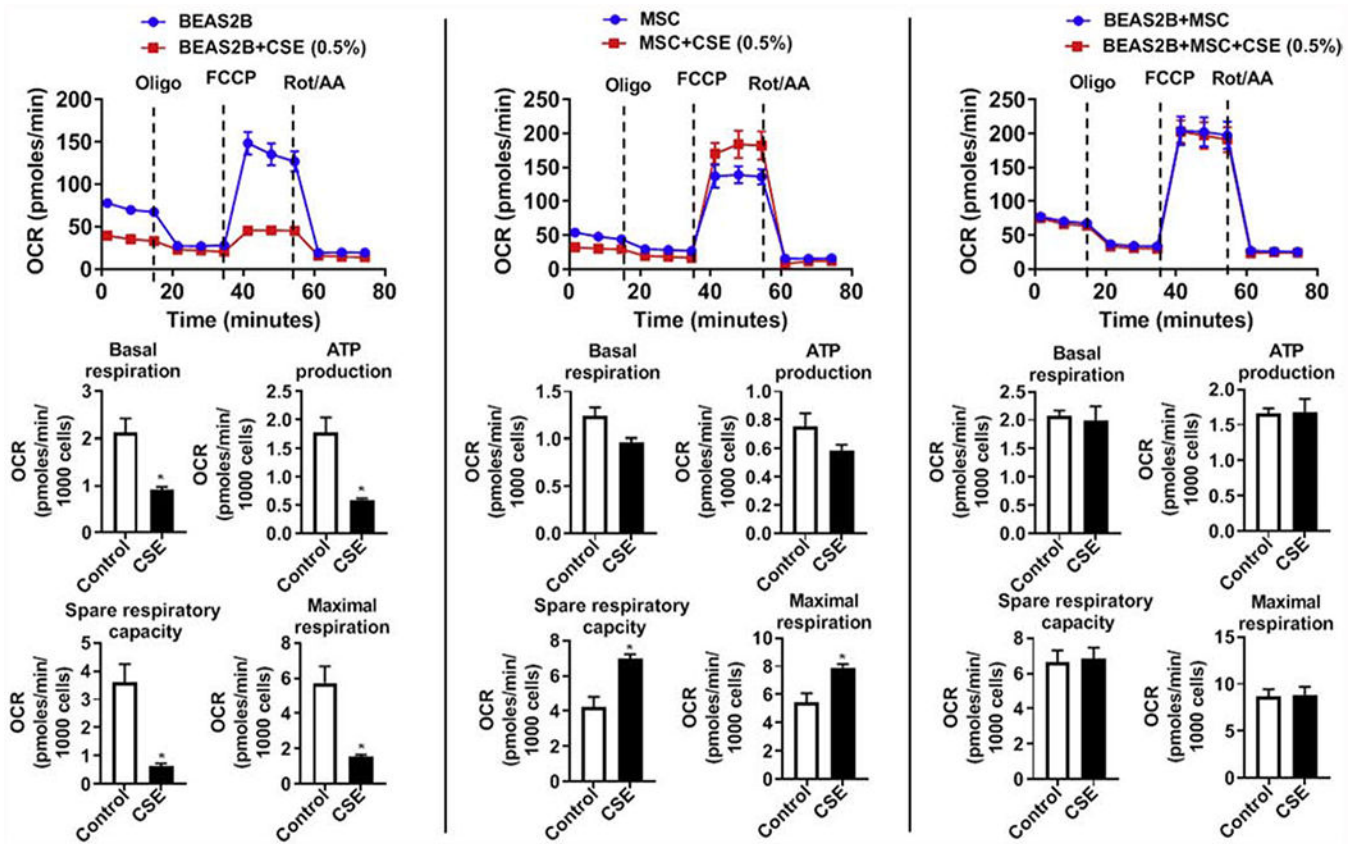 BEAS2B
BEAS2B+CSE (0.5%)
Oligo
FCCP
Rot/AA
OCR (pmoles/min)
200
150
100
50
0
0
20
40
60
80
Time (minutes)
Basal
respiration
OCR
(pmoles/min/
1000 cells)
3
2
1
0
*
Control
CSE
ATP
production
OCR
(pmoles/min/
1000 cells)
2.5
2.0
1.5
1.0
0.5
0.0
*
Control
CSE
Spare respiratory
capacity
OCR
(pmoles/min/
1000 cells)
5
4
3
2
1
0
*
Control
CSE
Maximal
respiration
OCR
(pmoles/min/
1000 cells)
8
6
4
2
0
*
Control
CSE
MSC
MSC+CSE (0.5%)
Oligo
FCCP
Rot/AA
OCR (pmoles/min)
250
200
150
100
50
0
0
20
40
60
80
Time (minutes)
Basal
respiration
OCR
(pmoles/min/
1000 cells)
1.5
1.0
1.5
0.0
Control
CSE
ATP
production
OCR
(pmoles/min/
1000 cells)
1.0
0.8
0.6
0.4
0.2
0.0
Control
CSE
Spare respiratory
capcity
OCR
(pmoles/min/
1000 cells)
8
6
4
2
0
*
Control
CSE
Maximal
respiration
OCR
(pmoles/min/
1000 cells)
10
8
6
4
2
0
*
Control
CSE
BEAS2B+MSC
BEAS2B+MSC+CSE (0.5%)
Oligo
FCCP
Rot/AA
OCR (pmoles/min)
250
200
150
100
50
0
0
20
40
60
80
Time (minutes)
Basal
respiration
OCR
(pmoles/min/
1000 cells)
2.5
2.0
1.5
1.0
0.5
0.0
Control
CSE
ATP
production
OCR
(pmoles/min/
1000 cells)
2.0
1.5
1.0
1.5
0.0
Control
CSE
Spare respiratory
capacity
OCR
(pmoles/min/
1000 cells)
8
6
4
2
0
Control
CSE
Maximal
respiration
OCR
(pmoles/min/
1000 cells)
15
10
5
0
Control
CSE